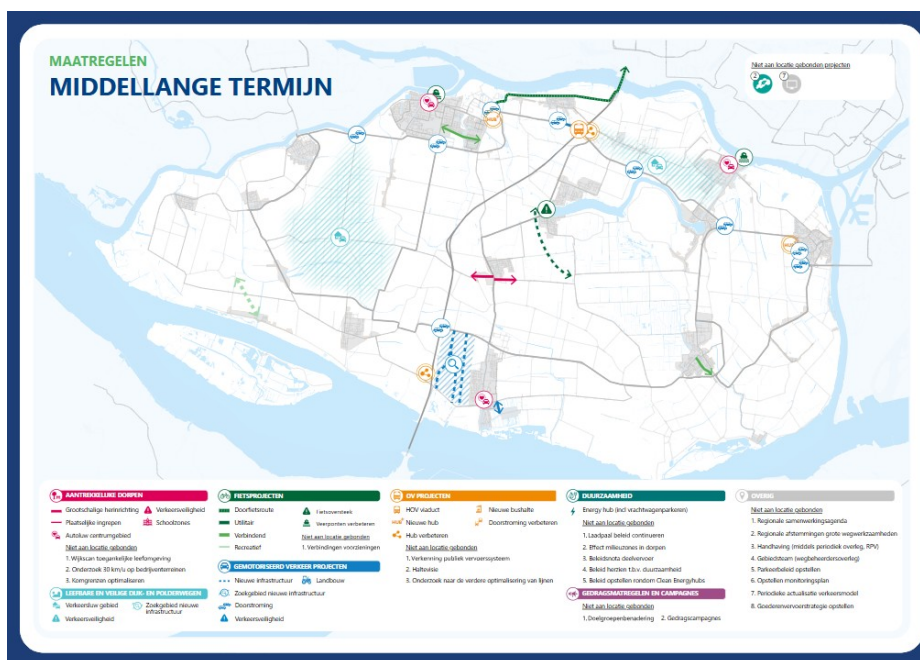 MAATREGELEN
MIDDELLANGE TERMIJN
Niet aan locatie gebonden projecten
2
7
HUB
HUB
AANTREKKELIJKE DORPEN
Grootschalige herinrichting
Verkeersveiligheid
Plaatselijke ingrepen
Schoolzones
Autoluw centrumgebied
Niet aan locatie gebonden
1. Wijkscan toegankelijke leefomgeving
2. Onderzoek 30 km/u op bedrijventerreinen
3. Komgrenzen optimaliseren
LEEFBARE EN VEILIGE DIJK- EN POLDERWEGEN
Verkeersluw gebied
Zoekgebied nieuwe infrastructuur
Verkeersveiligheid
FIETSPROJECTEN
Doorfietsroute
Fietsoversteek
Utilitair
Veerponten verbeteren
Verbindend
Niet aan locatie gebonden
Recreatief
1. Verbindingen voorzieningen
GEMOTORISEERD VERKEER PROJECTEN
Nieuwe infrastructuur
Landbouw
Zoekgebied nieuwe infrastructuur
Doorstroming
Verkeersveiligheid
OV PROJECTEN
HOV viaduct
Nieuwe bushalte
HUB
Nieuwe hub
Doorstroming verbeteren
Hub verbeteren
Niet aan locatie gebonden
1. Verkenning publiek vervoerssysteem
2. Haltevisie
3. Onderzoek naar de verdere optimalisering van lijnen
DUURZAAMHEID
Energy hub (incl vrachtwagenparkeren)
Niet aan locatie gebonden
1. Laadpaal beleid continueren
2. Effect milieuzones in dorpen
3. Beleidsnota deelvervoer
4. Beleid herzien t.b.v. duurzaamheid
5. Beleid opstellen rondom Clean Energyhubs
GEDRAGSMATREGELEN EN CAMPAGNES
Niet aan locatie gebonden
1. Doelgroepenbenadering 2. Gedragscampagnes
OVERIG
Niet aan locatie gebonden
1. Regionale samenwerkingsagenda
2. Regionale afstemmingen grote wegwerkzaamheden
3. Handhaving (middels periodiek overleg, RPV)
4. Gebiedsteam (wegbeheerdersoverleg)
5. Parkeerbeleid opstellen
6. Opstellen monitoringsplan
7. Periodieke actualisatie verkeersmodel
8. Goederenvervoerstrategie opstellen